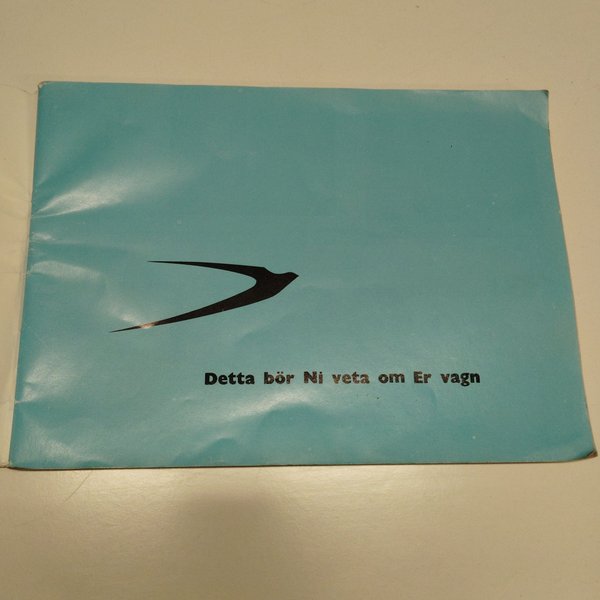 Detta bör Ni veta om Er vagn